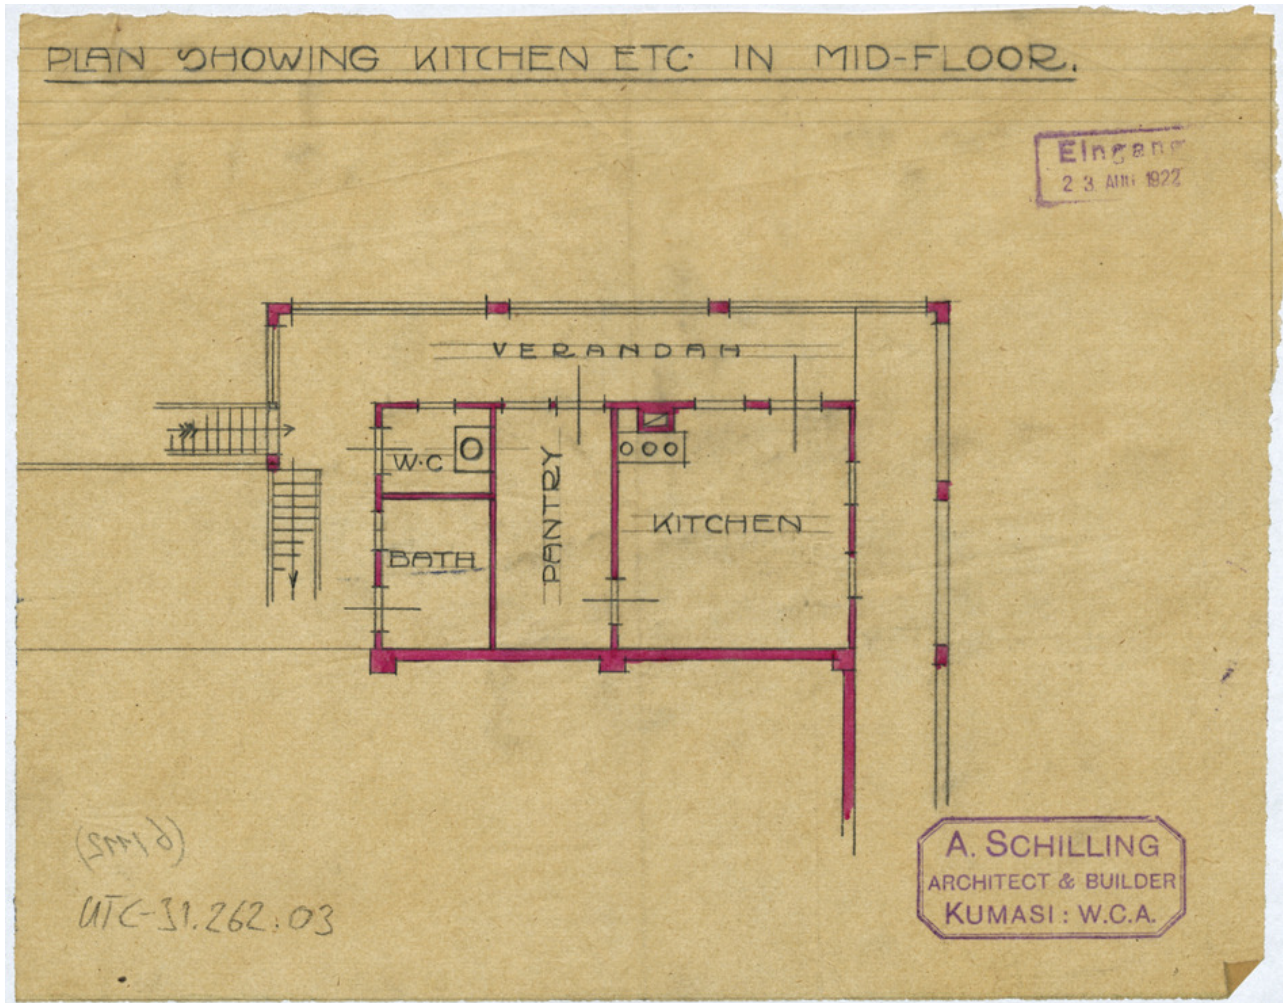 PLAN SHOWING KITCHEN ETC. IN MID-FLOOR.
Eingang
23. AUG. 1922
VERANDAH
W.C
PANTRY
KITCHEN
BATH
A. SCHILLING
ARCHITECT & BUILDER
KUMASI: W.C.A.
UTC-31.262:03